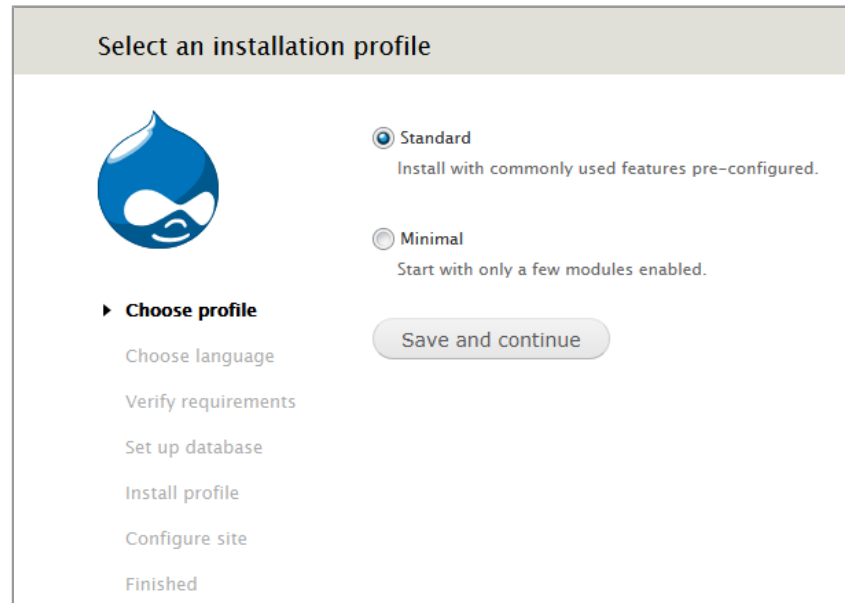 Select an installation profile
Standard
Install with commonly used features pre-configured.
Minimal
Start with only a few modules enabled.
Save and continue
Choose profile
Choose language
Verify requirements
Set up database
Install profile
Configure site
Finished